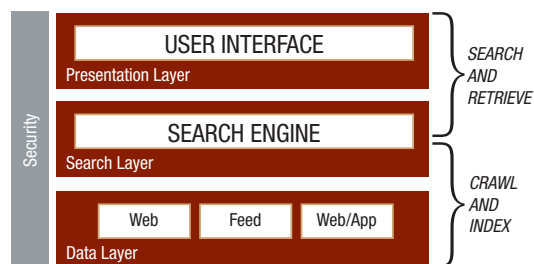 Security
USER INTERFACE
Presentation Layer
SEARCH ENGINE
Search Layer
Web
Feed
Web/App
Data Layer
SEARCH
AND
RETRIEVE
CRAWL
AND
INDEX